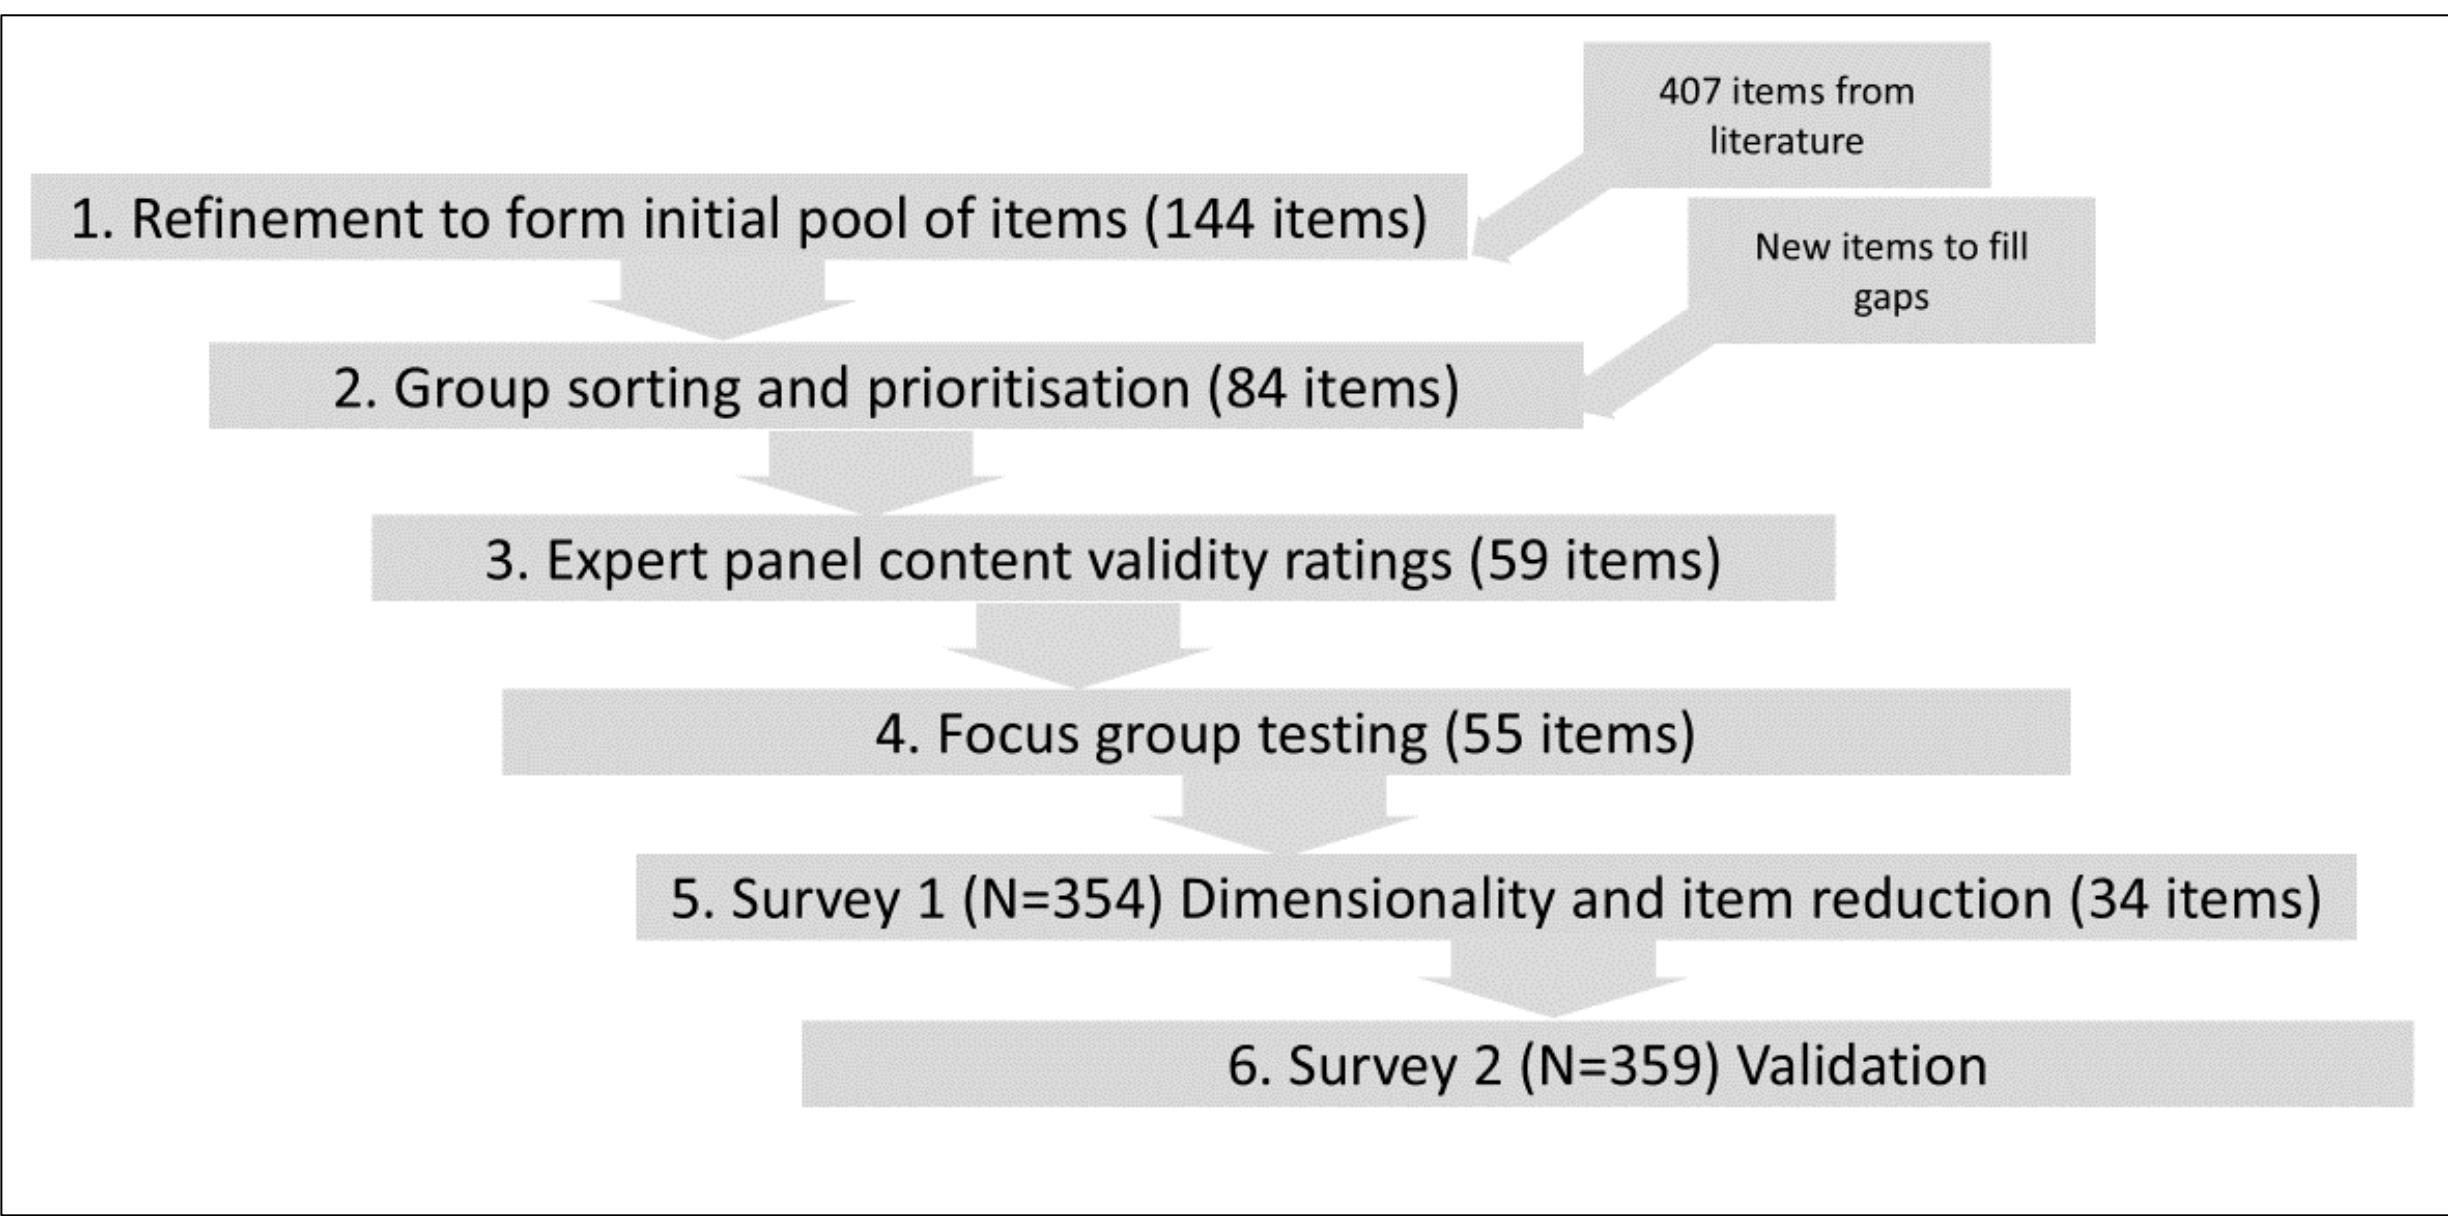 407 items from
literature
1. Refinement to form initial pool of items (144 items)
New items to fill
gaps
2. Group sorting and prioritisation (84 items)
3. Expert panel content validity ratings (59 items)
4. Focus group testing (55 items)
5. Survey 1 (N=354) Dimensionality and item reduction (34 items)
6. Survey 2 (N=359) Validation